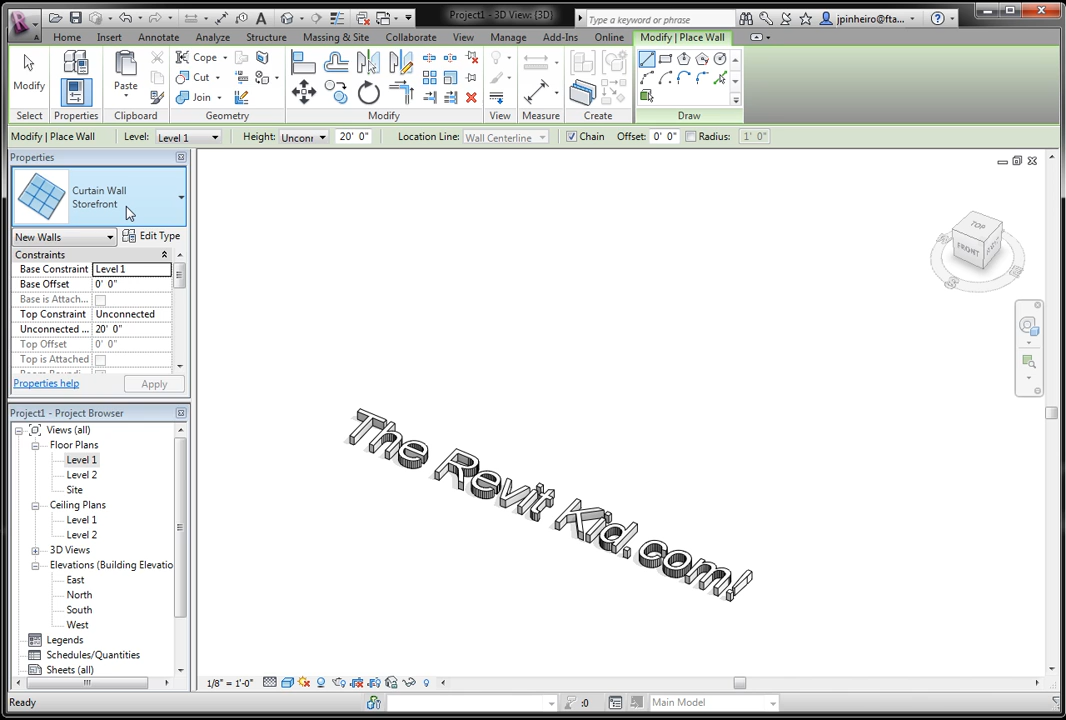 Project1 - 3D View: {3D}
Type a keyword or phrase
jpinheiro@fta...
Home
Insert
Annotate
Analyze
Structure
Massing & Site
Collaborate
View
Manage
Add-Ins
Online
Modify | Place Wall
Modify
Paste
Cope
Cut
Join
Select
Properties
Clipboard
Geometry
Modify
View
Measure
Create
Draw
Modify | Place Wall
Level:
Level 1
Height:
Unconr
20' 0"
Location Line:
Wall Centerline
Chain
Offset:
0' 0"
Radius:
1' 0"
Properties
Curtain Wall
Storefront
New Walls
Edit Type
Constraints
Base Constraint
Level 1
Base Offset
0' 0"
Base is Attach...
Top Constraint
Unconnected
Unconnected ...
20' 0"
Top Offset
0' 0"
Top is Attached
Properties help
Apply
Project1 - Project Browser
Views (all)
Floor Plans
Level 1
Level 2
Site
Ceiling Plans
Level 1
Level 2
3D Views
Elevations (Building Elevatio
East
North
South
West
Legends
Schedules/Quantities
Sheets (all)
TOP
FRONT
The Revit Kid.com!
1/8" = 1'-0"
Ready
:0
Main Model